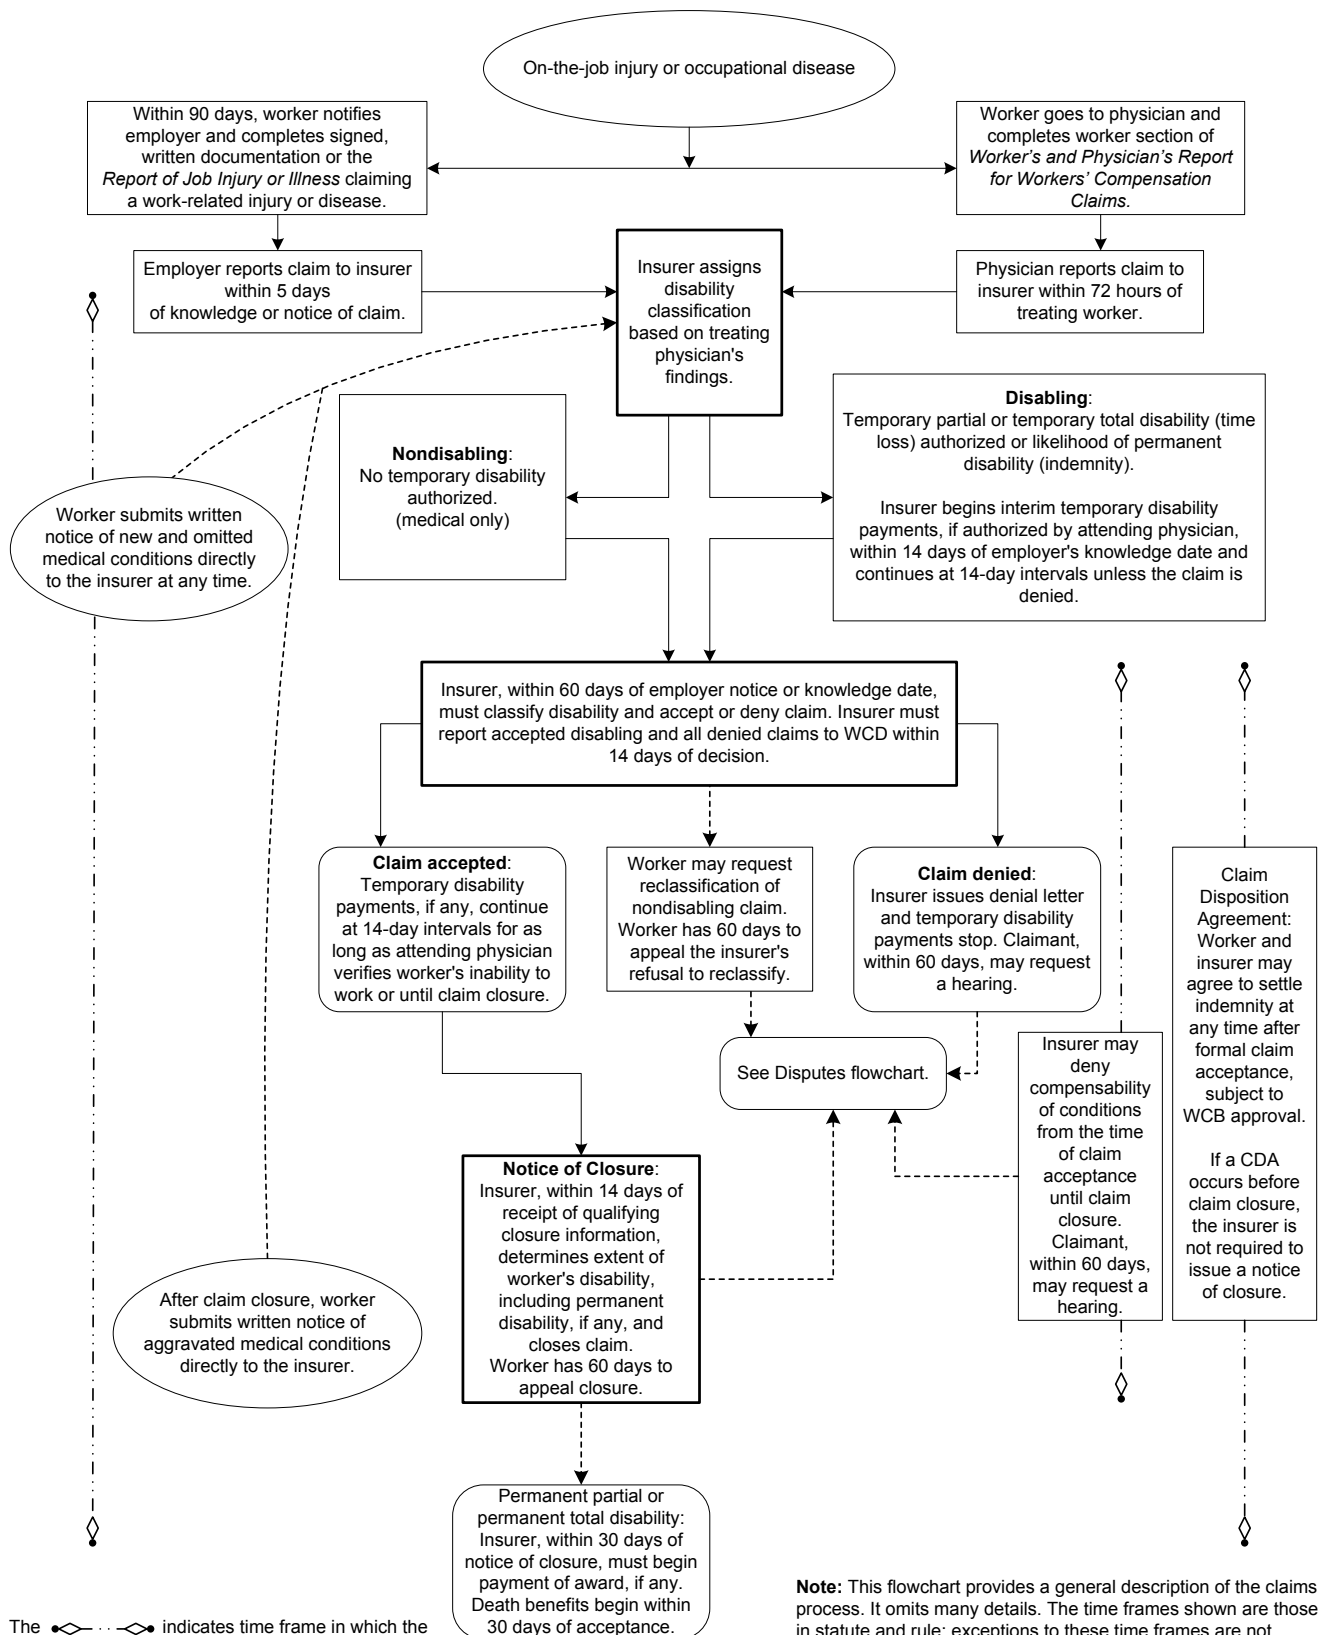 On-the-job injury or occupational disease
Within 90 days, worker notifies
employer and completes signed,
written documentation or the
Report of Job Injury or Illness claiming
a work-related injury or disease.
Worker goes to physician and
completes worker section of
Worker's and Physician's Report
for Workers' Compensation
Claims.
Employer reports claim to insurer
within 5 days
of knowledge or notice of claim.
Insurer assigns
disability
classification
based on treating
physician's
findings.
Physician reports claim to
insurer within 72 hours of
treating worker.
Nondisabling:
No temporary disability
authorized.
(medical only)
Disabling:
Temporary partial or temporary total disability (time
loss) authorized or likelihood of permanent
disability (indemnity).
Insurer begins interim temporary disability
payments, if authorized by attending physician,
within 14 days of employer's knowledge date and
continues at 14-day intervals unless the claim is
denied.
Worker submits written
notice of new and omitted
medical conditions directly
to the insurer at any time.
Insurer, within 60 days of employer notice or knowledge date,
must classify disability and accept or deny claim. Insurer must
report accepted disabling and all denied claims to WCD within
14 days of decision.
Claim accepted:
Temporary disability
payments, if any, continue
at 14-day intervals for as
long as attending physician
verifies worker's inability to
work or until claim closure.
Worker may request
reclassification of
nondisabling claim.
Worker has 60 days to
appeal the insurer's
refusal to reclassify.
Claim denied:
Insurer issues denial letter
and temporary disability
payments stop. Claimant,
within 60 days, may request
a hearing.
Claim
Disposition
Agreement:
Worker and
insurer may
agree to settle
indemnity at
any time after
formal claim
acceptance,
subject to
WCB approval.
If a CDA
occurs before
claim closure,
the insurer is
not required to
issue a notice
of closure.
See Disputes flowchart.
Insurer may
deny
compensability
of conditions
from the time
of claim
acceptance
until claim
closure.
Claimant,
within 60 days,
may request a
hearing.
Notice of Closure:
Insurer, within 14 days of
receipt of qualifying
closure information,
determines extent of
worker's disability,
including permanent
disability, if any, and
closes claim.
Worker has 60 days to
appeal closure.
After claim closure, worker
submits written notice of
aggravated medical conditions
directly to the insurer.
Permanent partial or
permanent total disability:
Insurer, within 30 days of
notice of closure, must begin
payment of award, if any.
Death benefits begin within
30 days of acceptance.
The indicates time frame in which the
Note: This flowchart provides a general description of the claims
process. It omits many details. The time frames shown are those
in statute and rule; exceptions to these time frames are not